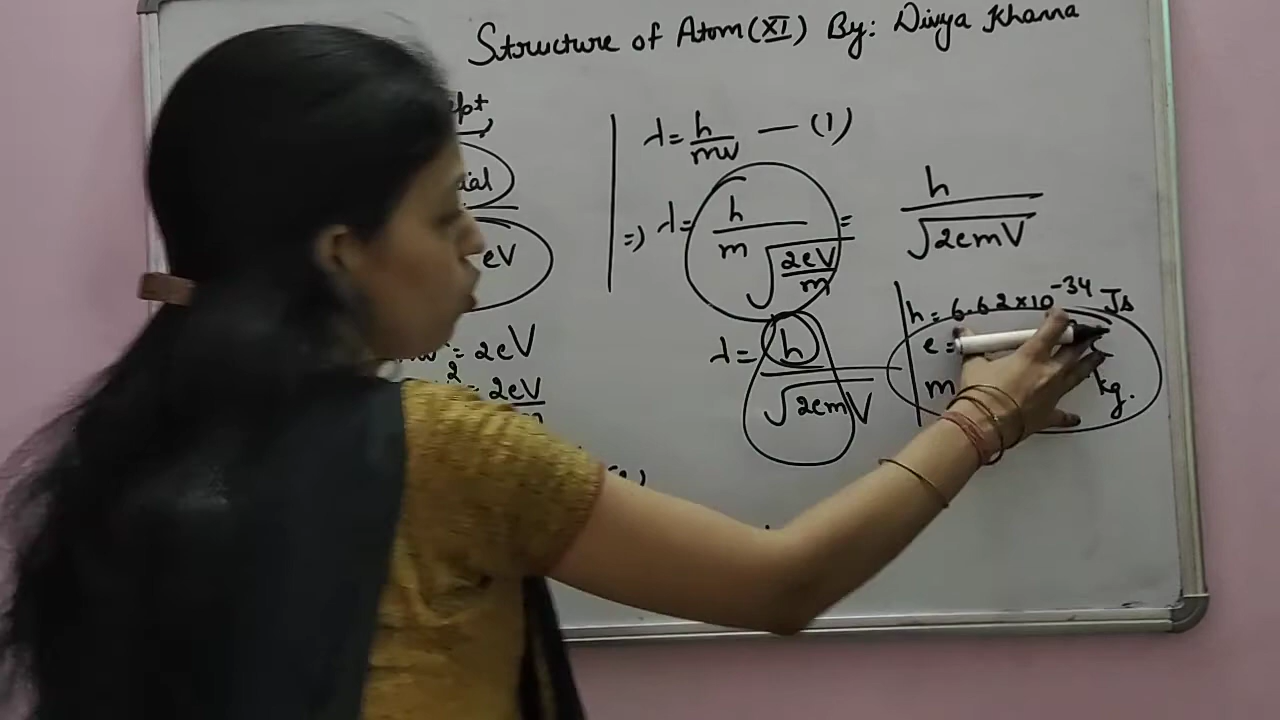 Structure of Atom (XI) By: Divya Khanna
eV
= 2eV
2 = 2eV
λ = h/mv — (1)
=> λ = h/(m √(2eV/m)) = h/√(2emV)
λ = h/√(2emV)
h = 6.62 × 10^-34 Js
e =
m kg.